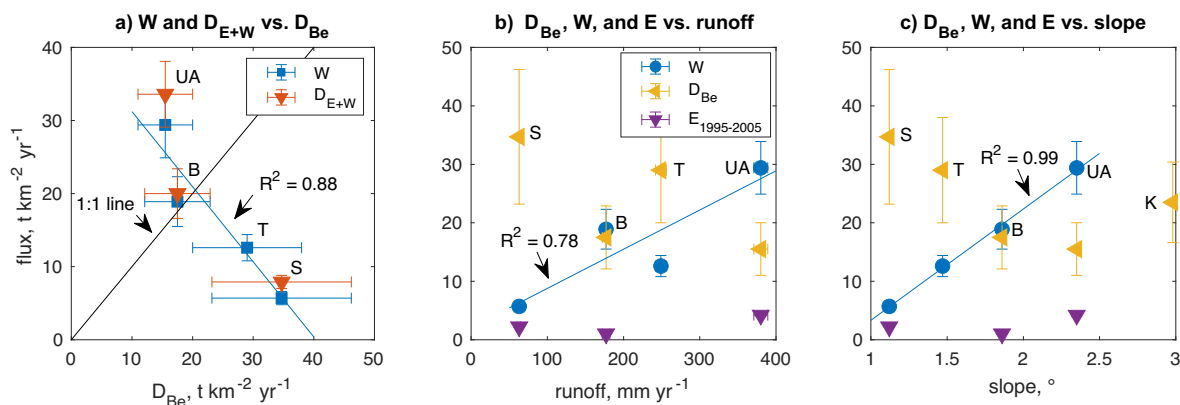 a) W and D_E+W vs. D_Be
40
30
20
10
0
0 10 20 30 40 50
flux, t km^-2 yr^-1
D_Be, t km^-2 yr^-1
W
D_E+W
UA
B
T
S
1:1 line
R^2 = 0.88
b) D_Be, W, and E vs. runoff
50
40
30
20
10
0
0 100 200 300 400
runoff, mm yr^-1
W
D_Be
E_1995-2005
S
T
UA
B
R^2 = 0.78
c) D_Be, W, and E vs. slope
50
40
30
20
10
0
1 1.5 2 2.5 3
slope, °
S
T
R^2 = 0.99
UA
K
B